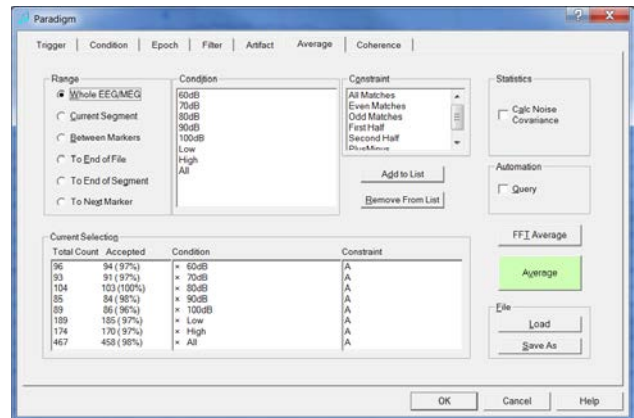 Paradigm
Trigger Condition Epoch Filter Artifact Average Coherence
Range
Whole EEG/MEG
Current Segment
Between Markers
To End of File
To End of Segment
To Next Marker
Condition
60dB
70dB
80dB
90dB
100dB
Low
High
All
Constraint
All Matches
Even Matches
Odd Matches
First Half
Second Half
PlusMinus
Add to List
Remove From List
Statistics
Calc Noise
Covariance
Automation
Query
Current Selection
Total Count Accepted Condition Constraint
96 94 ( 97%) × 60dB A
93 91 ( 97%) × 70dB A
104 103 (100%) × 80dB A
85 84 ( 98%) × 90dB A
89 86 ( 96%) × 100dB A
189 185 ( 97%) × Low A
174 170 ( 97%) × High A
467 458 ( 98%) × All A
FFT Average
Average
File
Load
Save As
OK Cancel Help